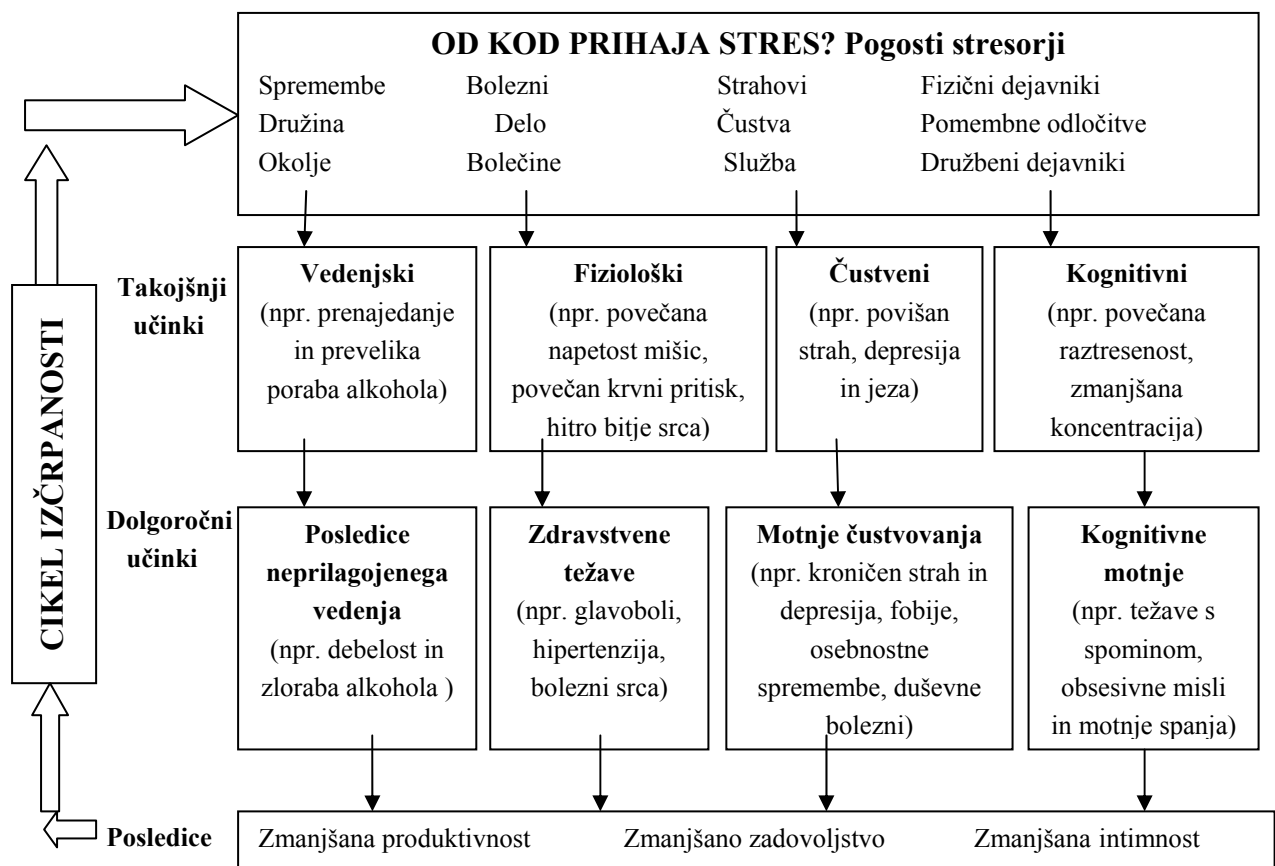 OD KOD PRIHAJA STRES? Pogosti stresorji
Spremembe Bolezni Strahovi Fizični dejavniki
Družina Delo Čustva Pomembne odločitve
Okolje Bolečine Služba Družbeni dejavniki
CIKEL IZČRPANOSTI
Takojšnji
učinki
Vedenjski
(npr. prenajedanje
in prevelika
poraba alkohola)
Fiziološki
(npr. povečana
napetost mišic,
povečan krvni pritisk,
hitro bitje srca)
Čustveni
(npr. povišan
strah, depresija
in jeza)
Kognitivni
(npr. povečana
raztresenost,
zmanjšana
koncentracija)
Dolgoročni
učinki
Posledice
neprilagojenega
vedenja
(npr. debelost in
zloraba alkohola )
Zdravstvene
težave
(npr. glavoboli,
hipertenzija,
bolezni srca)
Motnje čustvovanja
(npr. kroničen strah in
depresija, fobije,
osebnostne
spremembe, duševne
bolezni)
Kognitivne
motnje
(npr. težave s
spominom,
obsesivne misli
in motnje spanja)
Posledice
Zmanjšana produktivnost Zmanjšano zadovoljstvo Zmanjšana intimnost